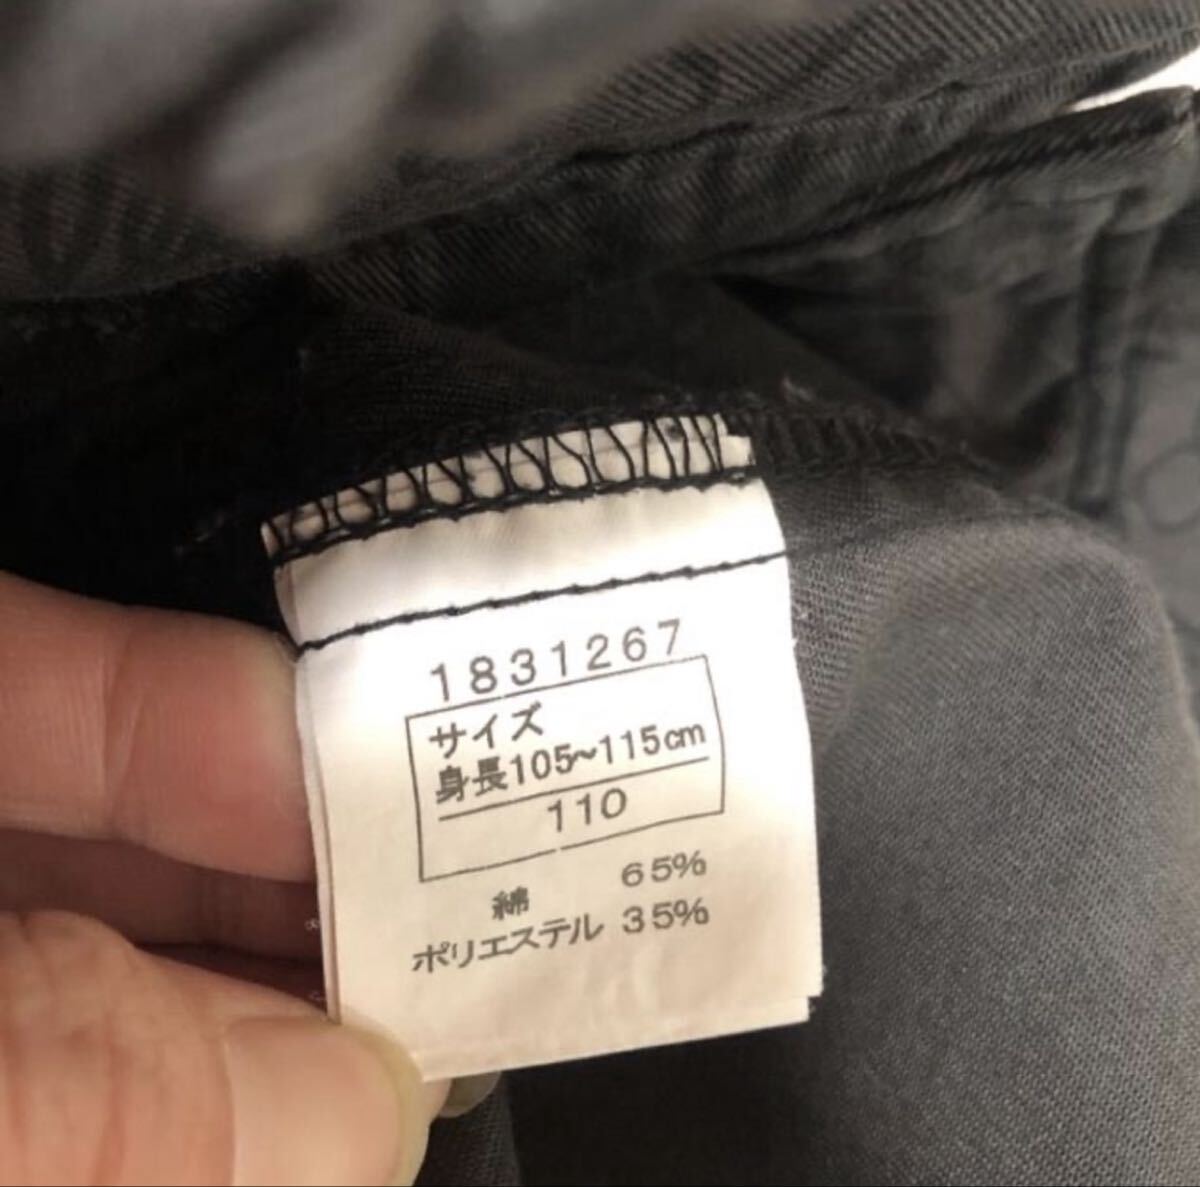 1831267
サイズ
身長105~115cm
110
綿 65%
ポリエステル 35%